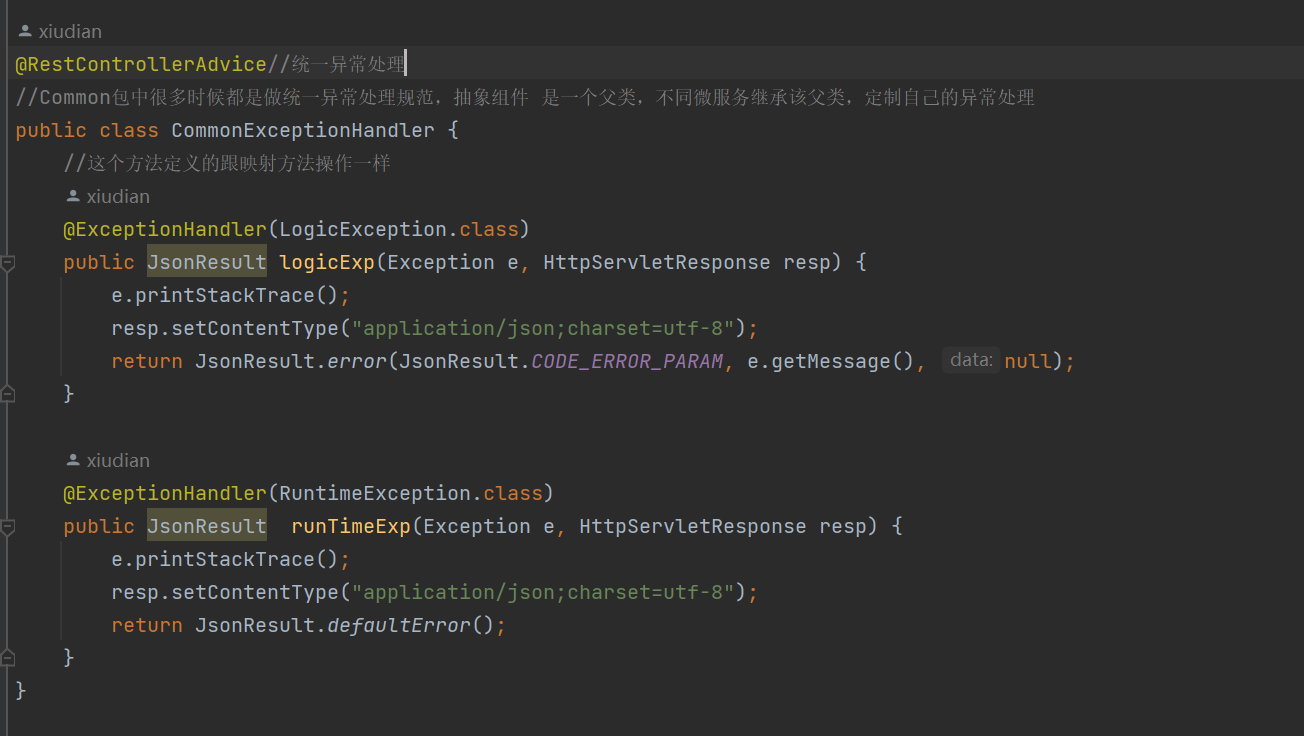 xiudian
@RestControllerAdvice//统一异常处理
//Common包中很多时候都是做统一异常处理规范，抽象组件 是一个父类，不同微服务继承该父类，定制自己的异常处理
public class CommonExceptionHandler {
//这个方法定义的跟映射方法操作一样
xiudian
@ExceptionHandler(LogicException.class)
public JsonResult logicExp(Exception e, HttpServletResponse resp) {
e.printStackTrace();
resp.setContentType("application/json;charset=utf-8");
return JsonResult.error(JsonResult.CODE_ERROR_PARAM, e.getMessage(), data: null);
}
xiudian
@ExceptionHandler(RuntimeException.class)
public JsonResult  runTimeExp(Exception e, HttpServletResponse resp) {
e.printStackTrace();
resp.setContentType("application/json;charset=utf-8");
return JsonResult.defaultError();
}
}